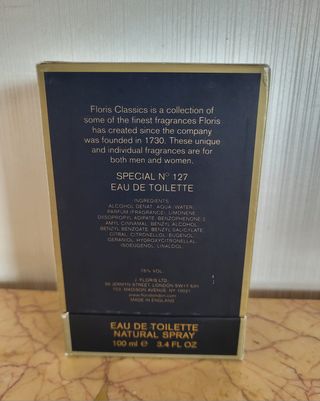 Floris Classics is a collection of
some of the finest fragrances Floris
has created since the company
was founded in 1730. These unique
and individual fragrances are for
both men and women.
SPECIAL Nº 127
EAU DE TOILETTE
INGREDIENTS:
ALCOHOL DENAT., AQUA (WATER),
PARFUM (FRAGRANCE), LIMONENE,
DIISOPROPYL ADIPATE, BENZOPHENONE-3,
AMYL CINNAMAL, BENZYL ALCOHOL,
BENZYL BENZOATE, BENZYL SALICYLATE,
CITRAL, CITRONELLOL, EUGENOL,
GERANIOL, HYDROXYCITRONELLAL,
ISOEUGENOL, LINALOOL.
J. FLORIS LTD.
89 JERMYN STREET, LONDON SW1Y 6JH
703, MADISON AVENUE, NY 10021
www.florislondon.com
MADE IN ENGLAND
EAU DE TOILETTE
NATURAL SPRAY
100 ml e 3.4 FL OZ